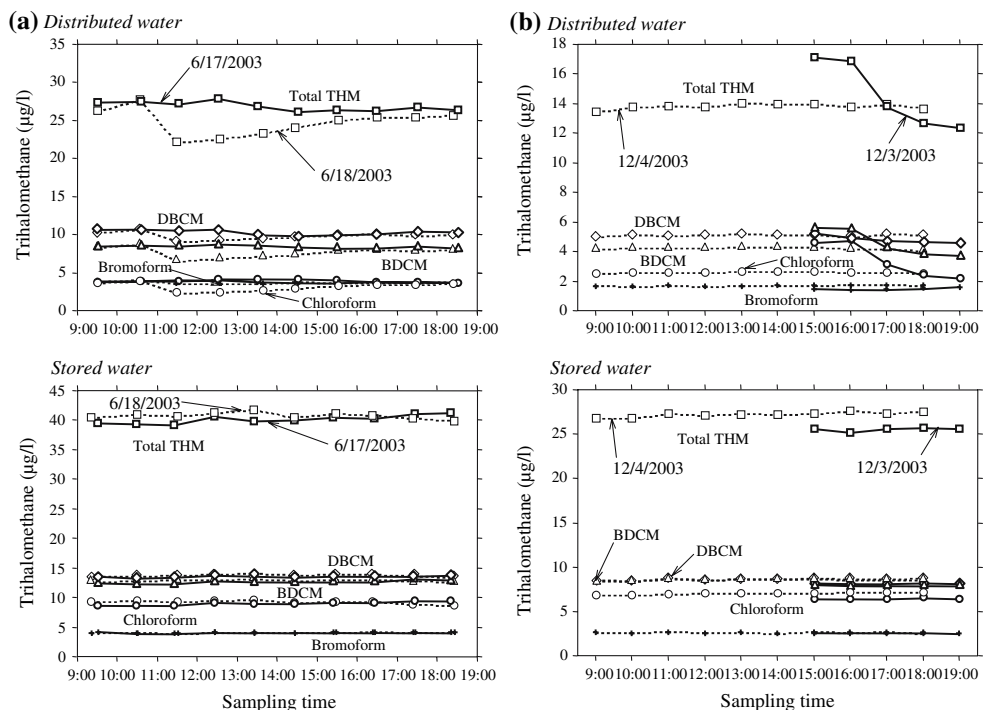 (a) Distributed water
35
30
25
20
15
10
5
0
Trihalomethane (µg/l)
6/17/2003
Total THM
6/18/2003
DBCM
Bromoform
BDCM
Chloroform
9:00 10:00 11:00 12:00 13:00 14:00 15:00 16:00 17:00 18:00 19:00
Stored water
45
40
35
30
25
20
15
10
5
0
Trihalomethane (µg/l)
6/18/2003
Total THM
6/17/2003
DBCM
BDCM
Chloroform
Bromoform
9:00 10:00 11:00 12:00 13:00 14:00 15:00 16:00 17:00 18:00 19:00
Sampling time
(b) Distributed water
18
16
14
12
10
8
6
4
2
0
Trihalomethane (µg/l)
Total THM
12/4/2003
12/3/2003
DBCM
Chloroform
BDCM
Bromoform
9:00 10:00 11:00 12:00 13:00 14:00 15:00 16:00 17:00 18:00 19:00
Stored water
30
25
20
15
10
5
0
Trihalomethane (µg/l)
Total THM
12/4/2003
12/3/2003
BDCM
DBCM
Chloroform
9:00 10:00 11:00 12:00 13:00 14:00 15:00 16:00 17:00 18:00 19:00
Sampling time